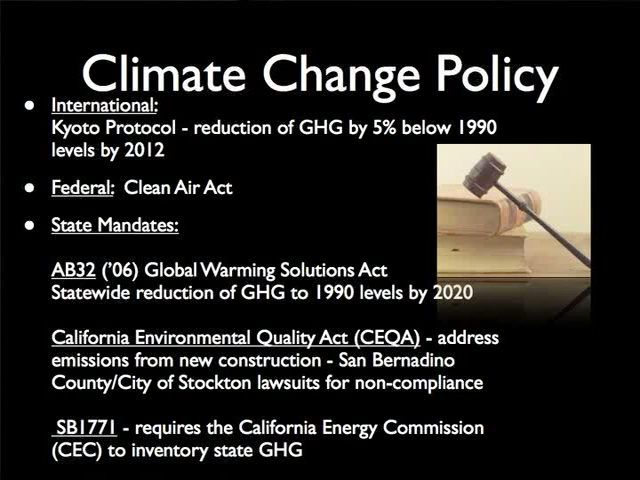 Climate Change Policy
• International:
Kyoto Protocol - reduction of GHG by 5% below 1990
levels by 2012
• Federal: Clean Air Act
• State Mandates:
AB32 ('06) Global Warming Solutions Act
Statewide reduction of GHG to 1990 levels by 2020
California Environmental Quality Act (CEQA) - address
emissions from new construction - San Bernadino
County/City of Stockton lawsuits for non-compliance
SB1771 - requires the California Energy Commission
(CEC) to inventory state GHG